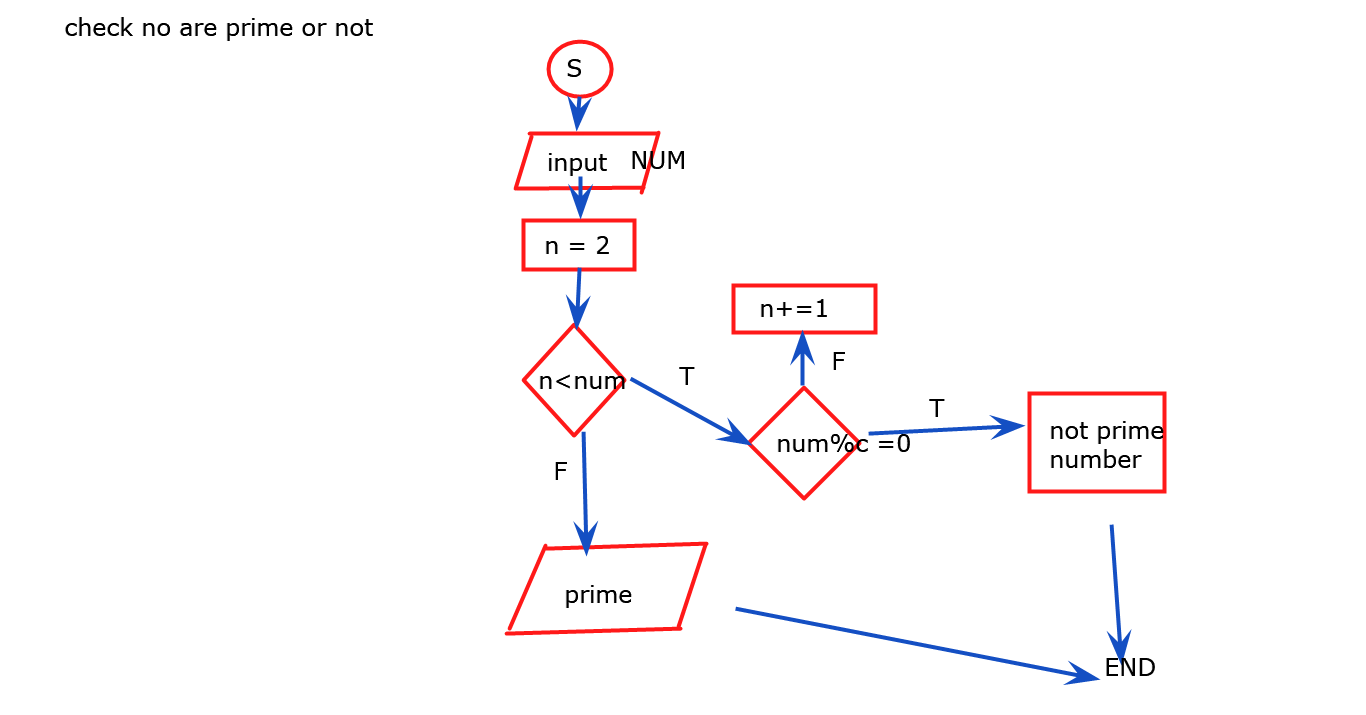 check no are prime or not
S
input NUM
n = 2
n+=1
F
n<num
T
T
num%c =0
not prime
number
F
prime
END